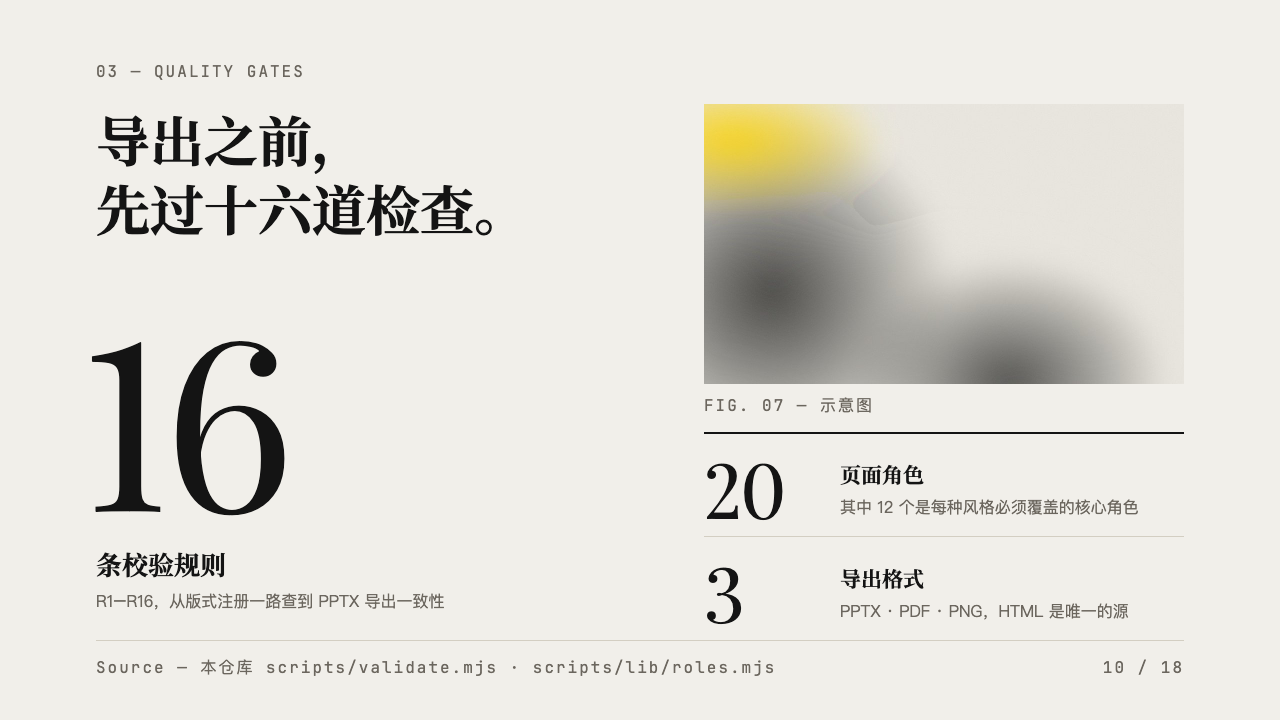 03 — QUALITY GATES
导出之前，
先过十六道检查。
16
条校验规则
R1—R16，从版式注册一路查到 PPTX 导出一致性
FIG. 07 — 示意图
20
页面角色
其中 12 个是每种风格必须覆盖的核心角色
3
导出格式
PPTX · PDF · PNG，HTML 是唯一的源
Source — 本仓库 scripts/validate.mjs · scripts/lib/roles.mjs
10 / 18